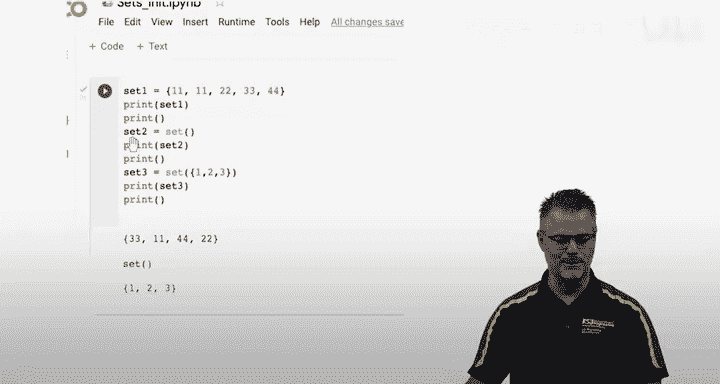 Sets_init.ipynb
File Edit View Insert Runtime Tools Help All changes save
+ Code + Text
set1 = {11, 11, 22, 33, 44}
print(set1)
print()
set2 = set()
print(set2)
print()
set3 = set({1,2,3})
print(set3)
print()
{33, 11, 44, 22}
set()
{1, 2, 3}